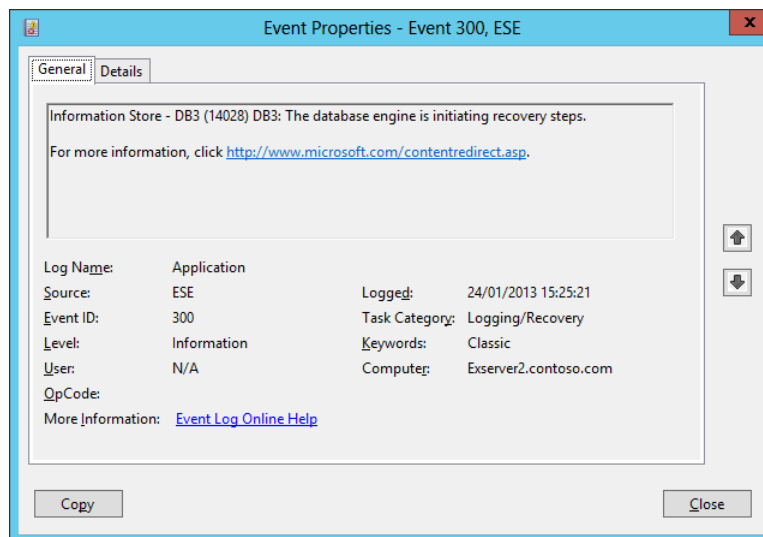 Event Properties - Event 300, ESE
x
General Details
Information Store - DB3 (14028) DB3: The database engine is initiating recovery steps.
For more information, click http://www.microsoft.com/contentredirect.asp.
Log Name: Application
Source: ESE Logged: 24/01/2013 15:25:21
Event ID: 300 Task Category: Logging/Recovery
Level: Information Keywords: Classic
User: N/A Computer: Exserver2.contoso.com
OpCode:
More Information: Event Log Online Help
Copy Close